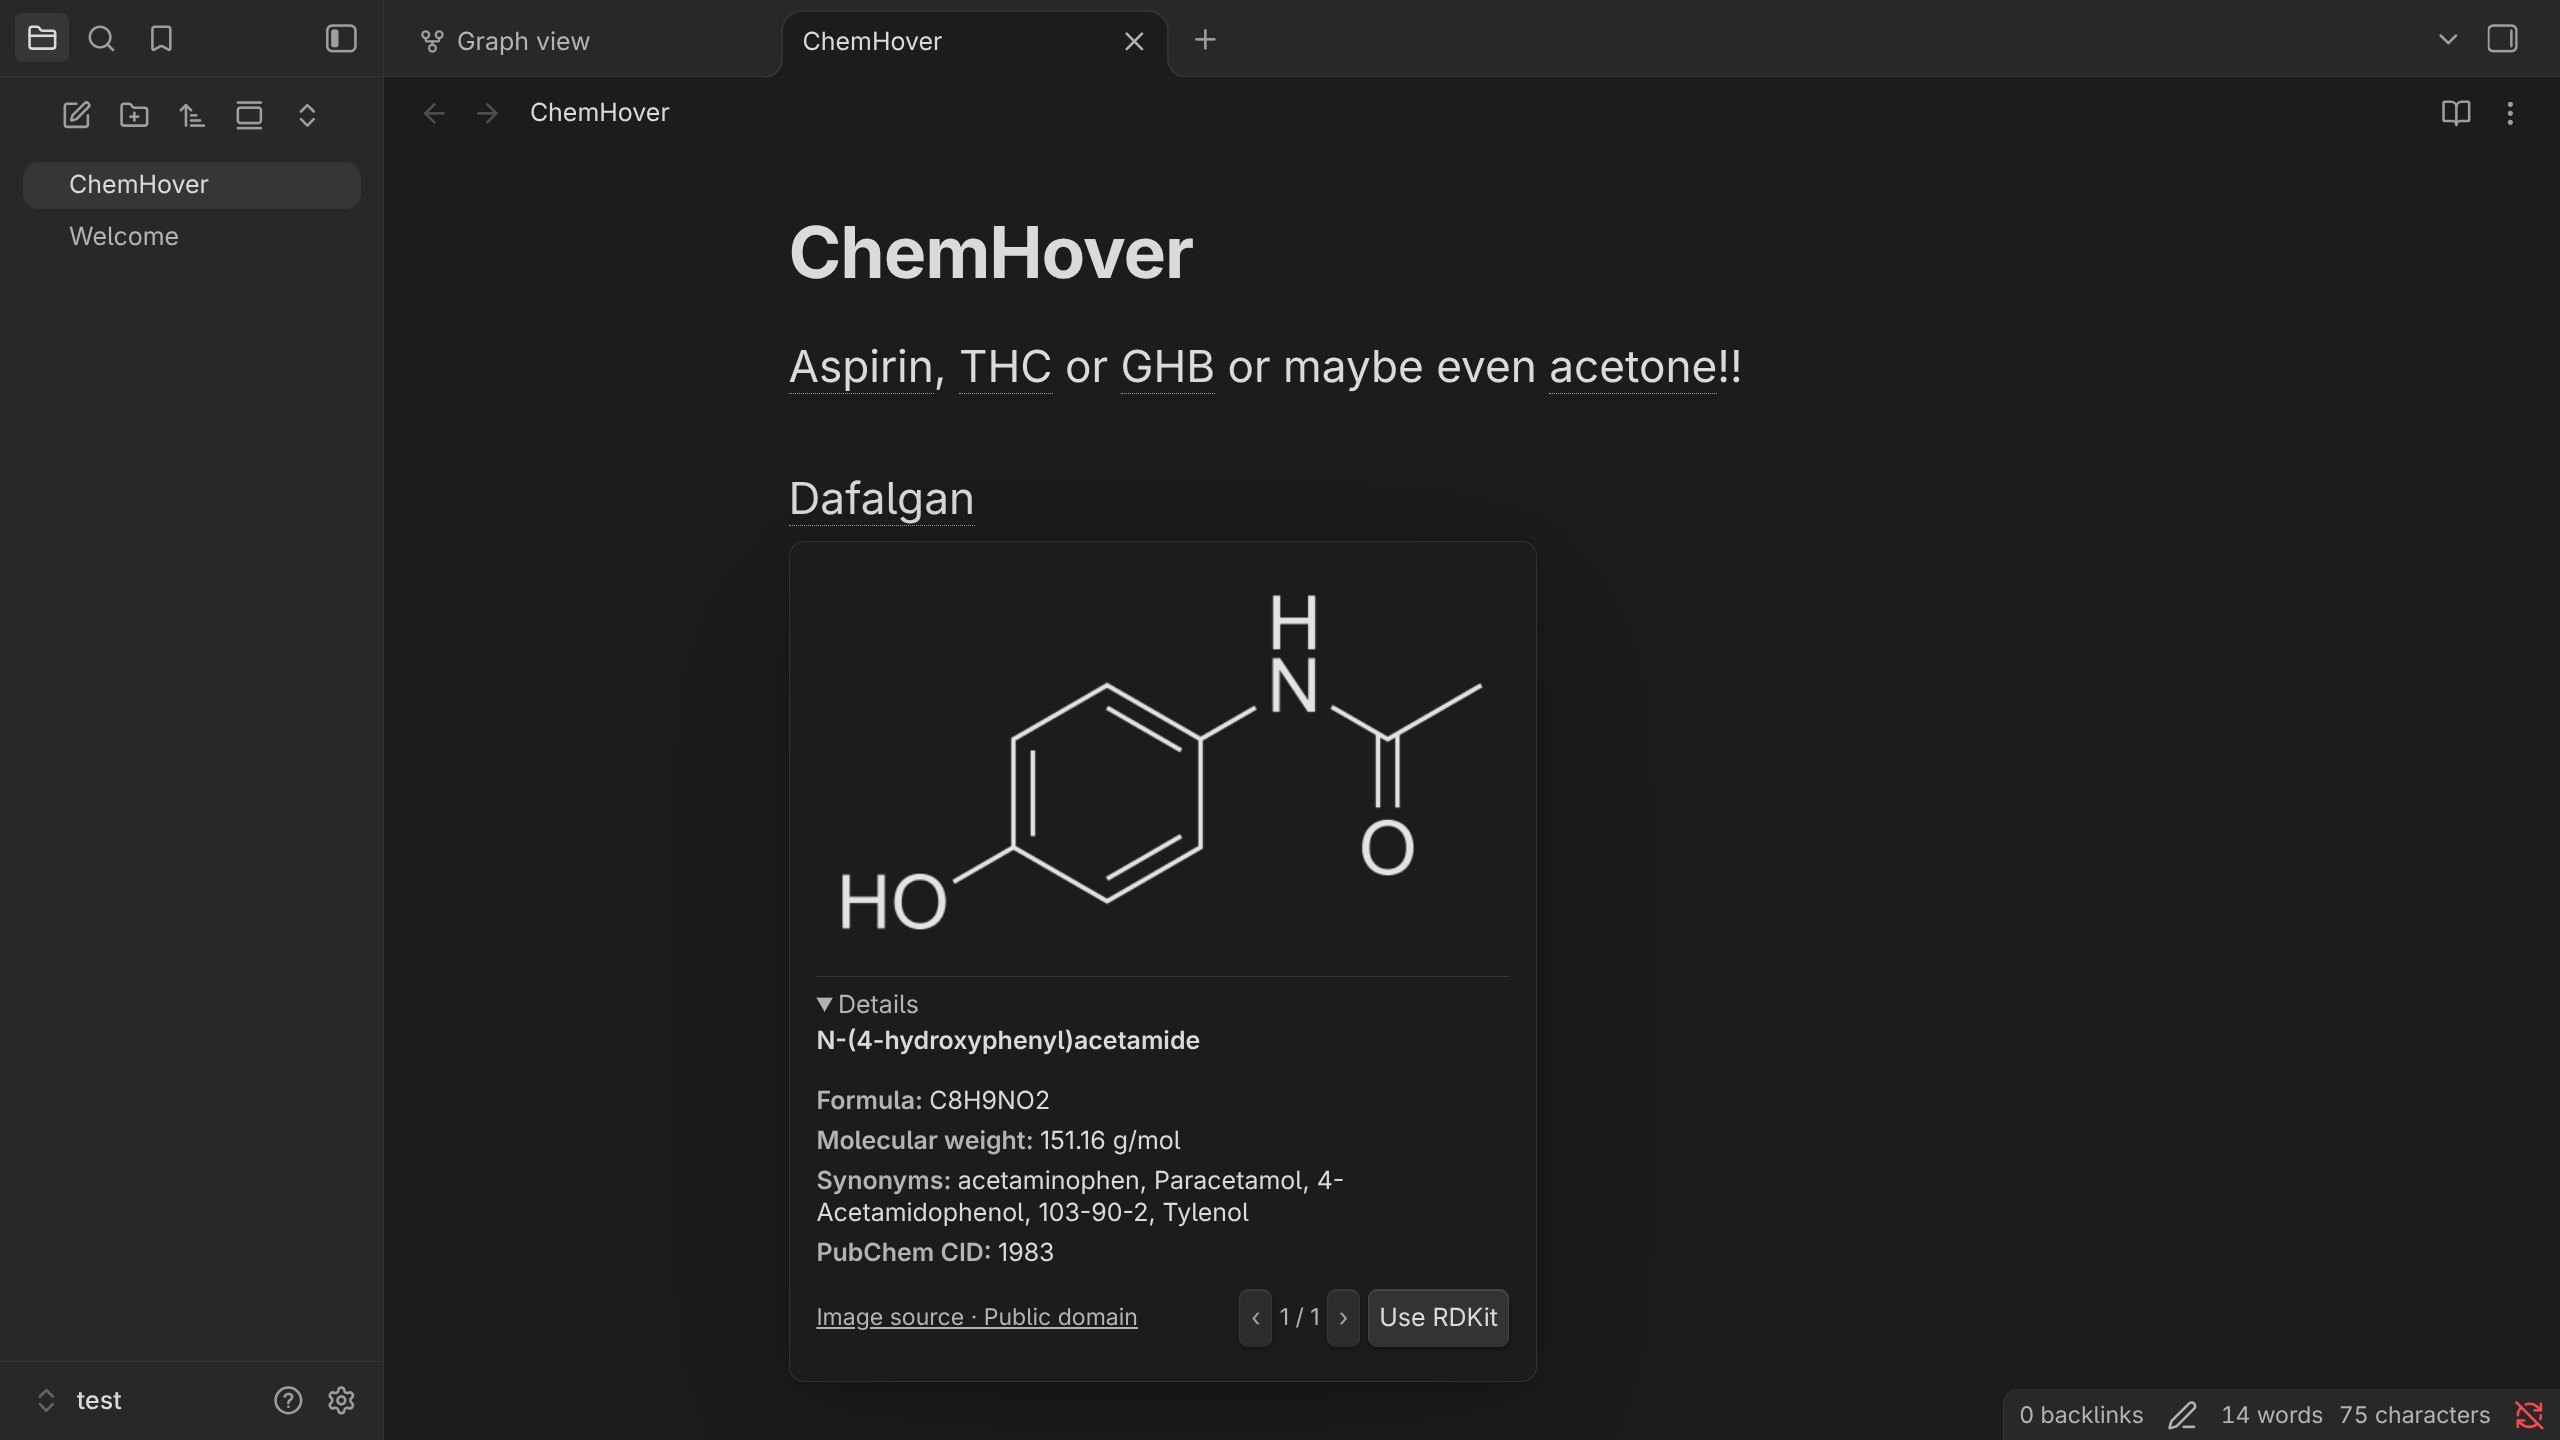 Graph view
ChemHover
ChemHover
ChemHover
Welcome
ChemHover
Aspirin, THC or GHB or maybe even acetone!!
Dafalgan
H
N
O
HO
Details
N-(4-hydroxyphenyl)acetamide
Formula: C8H9NO2
Molecular weight: 151.16 g/mol
Synonyms: acetaminophen, Paracetamol, 4-
Acetamidophenol, 103-90-2, Tylenol
PubChem CID: 1983
Image source · Public domain
‹ 1 / 1 › Use RDKit
test
0 backlinks 14 words 75 characters